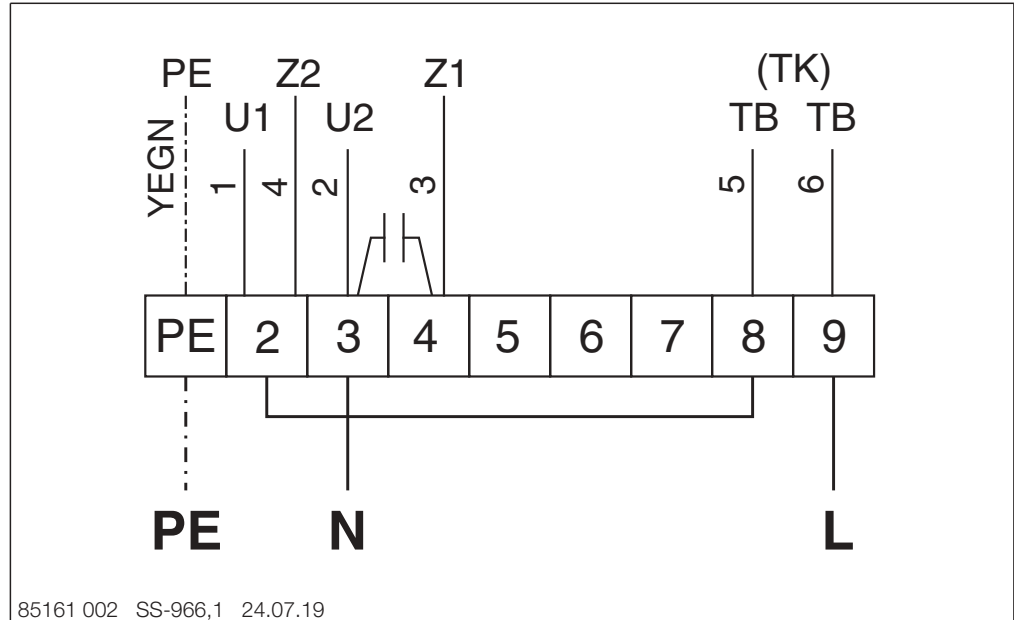 PE Z2 Z1 (TK)
U1 U2 TB TB
YEGN 1 4 2 3 5 6
PE 2 3 4 5 6 7 8 9
PE N L
85161 002 SS-966,1 24.07.19